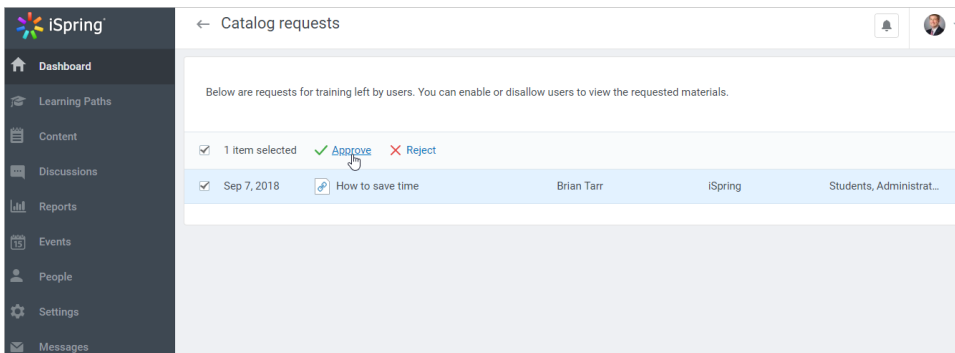 iSpring
← Catalog requests
Dashboard
Learning Paths
Content
Discussions
15
Reports
Events
People
Settings
Messages
Below are requests for training left by users. You can enable or disallow users to view the requested materials.
1 item selected Approve Reject
Sep 7, 2018 How to save time Brian Tarr iSpring Students, Administrat...